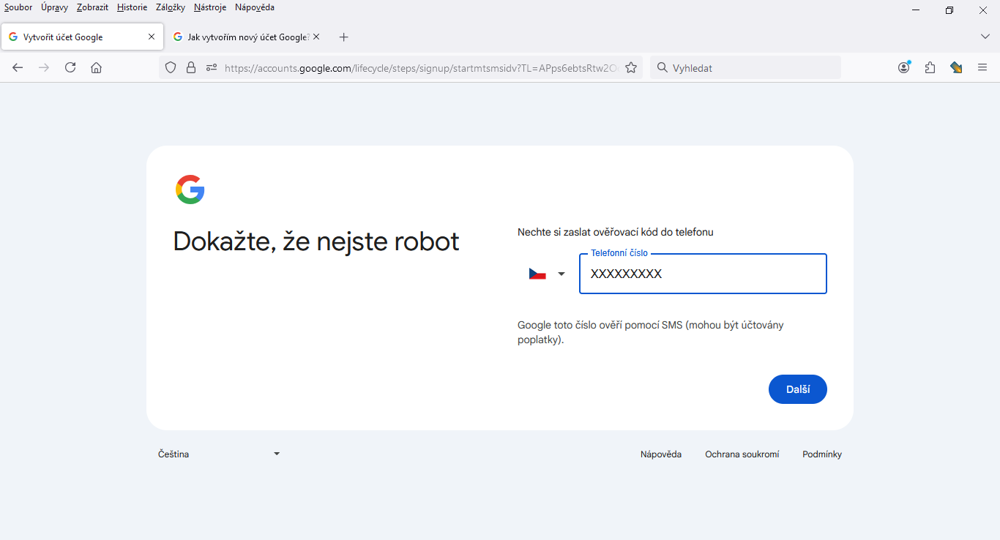 Soubor Úpravy Zobrazit Historie Záložky Nástroje Nápověda
Vytvořit účet Google
Jak vytvořím nový účet Google?
https://accounts.google.com/lifecycle/steps/signup/startmtsmsidv?TL=APps6ebtsRtw2O
Vyhledat
Dokažte, že nejste robot
Nechte si zaslat ověřovací kód do telefonu
Telefonní číslo
XXXXXXXXX
Google toto číslo ověří pomocí SMS (mohou být účtovány
poplatky).
Další
Čeština
Nápověda Ochrana soukromí Podmínky